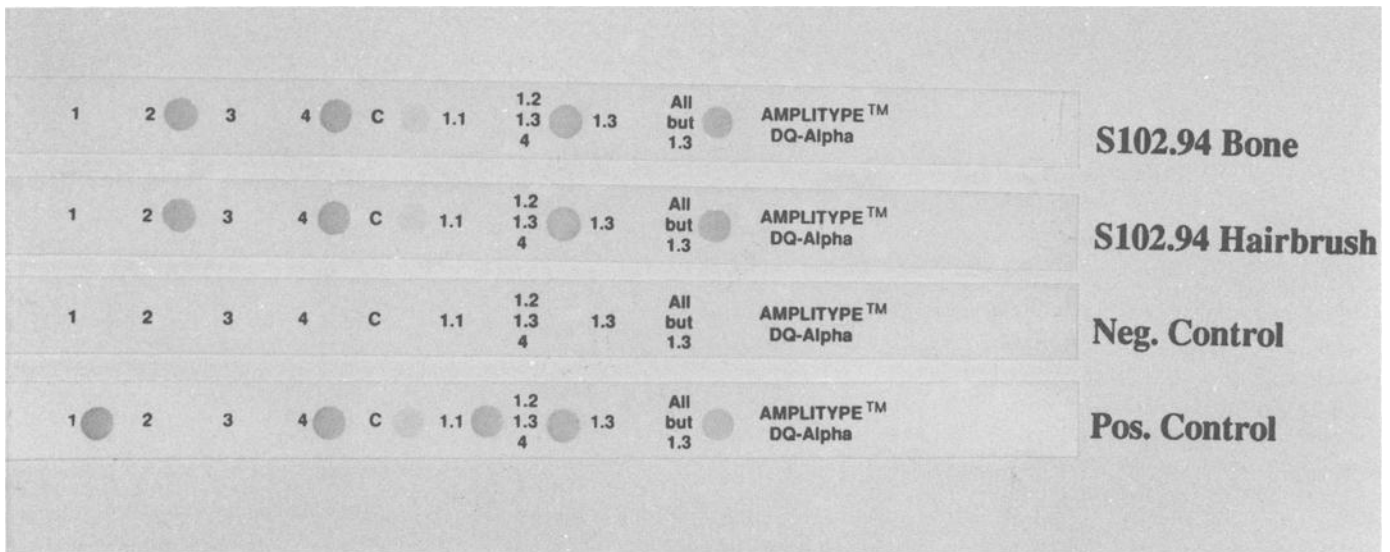 1 2 3 4 C 1.1 1.2 1.3 4 1.3 All but 1.3 AMPLITYPE™ DQ-Alpha
S102.94 Bone
1 2 3 4 C 1.1 1.2 1.3 4 1.3 All but 1.3 AMPLITYPE™ DQ-Alpha
S102.94 Hairbrush
1 2 3 4 C 1.1 1.2 1.3 4 1.3 All but 1.3 AMPLITYPE™ DQ-Alpha
Neg. Control
1 2 3 4 C 1.1 1.2 1.3 4 1.3 All but 1.3 AMPLITYPE™ DQ-Alpha
Pos. Control